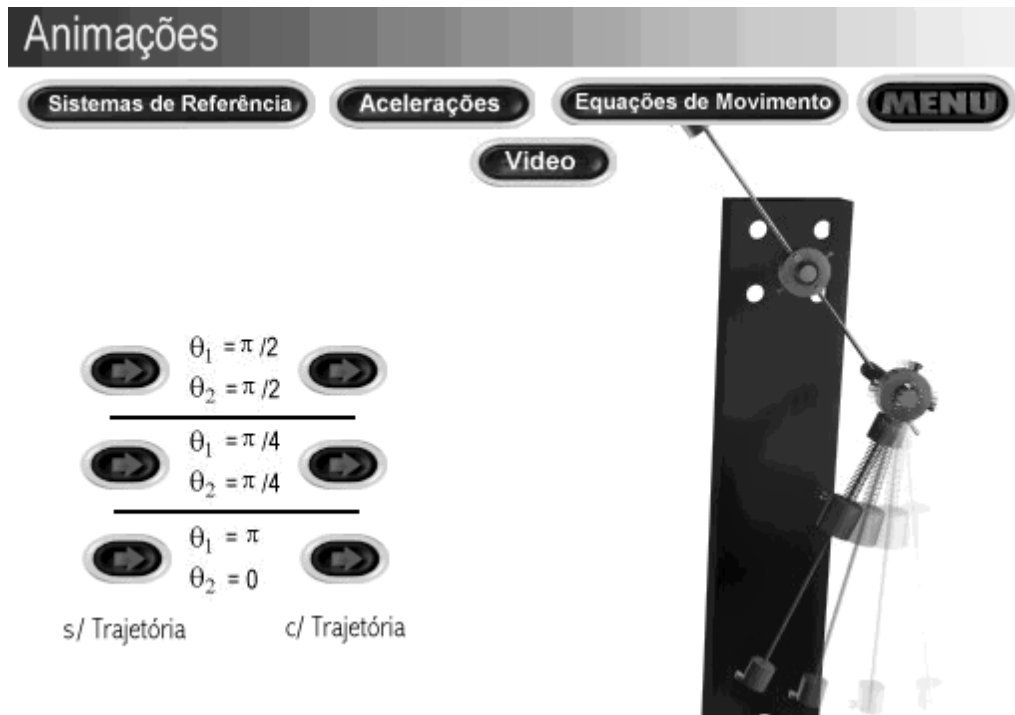 Animações
Sistemas de Referência Acelerações Equações de Movimento MENU
Video
θ1 = π /2
θ2 = π /2
θ1 = π /4
θ2 = π /4
θ1 = π
θ2 = 0
s/ Trajetória c/ Trajetória